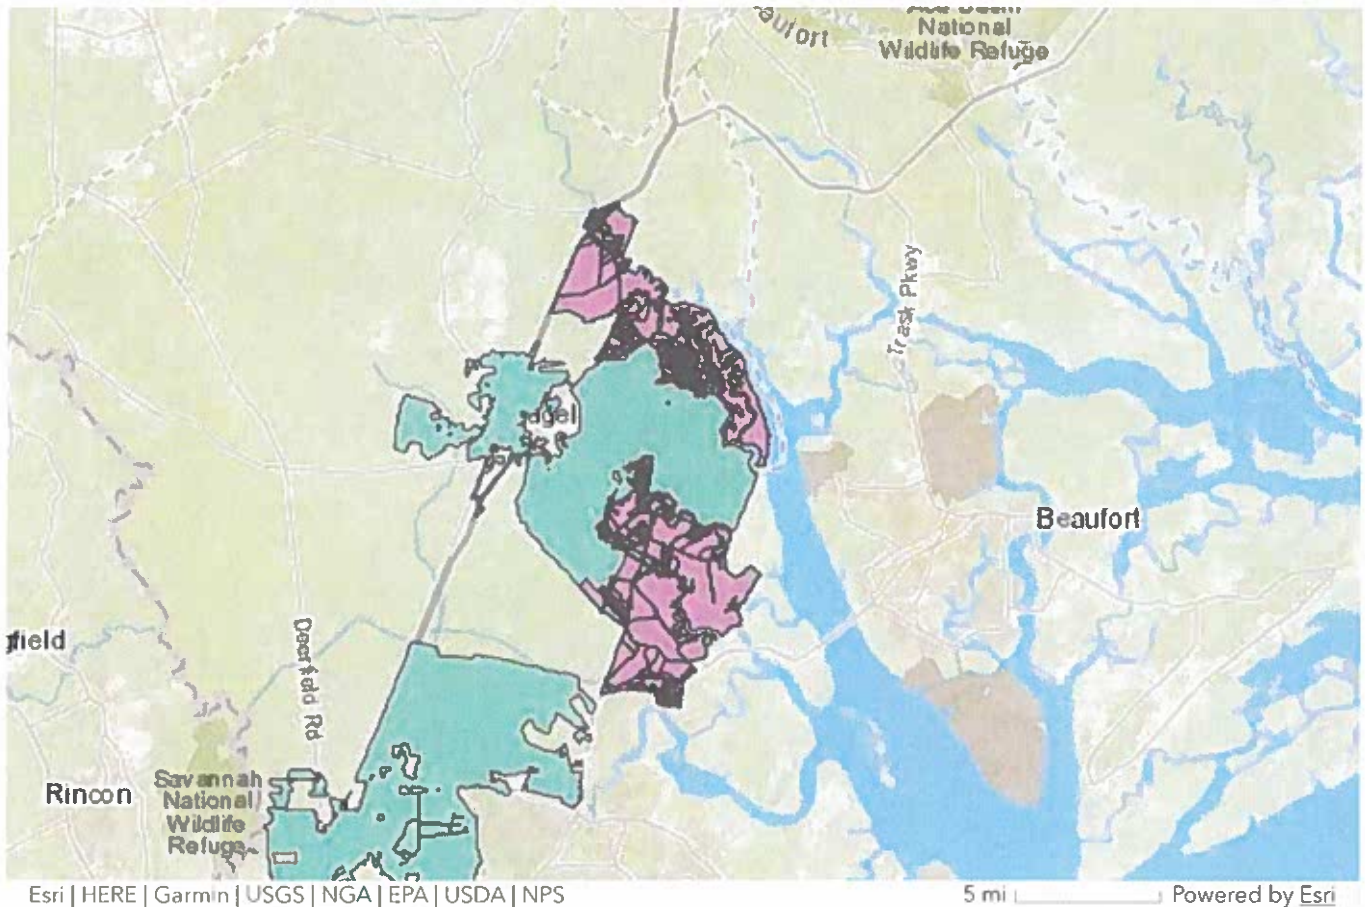 National
Wildlife Refuge
Trask Pkwy
Beaufort
Deerfield Rd
Rincon
Savannah
National
Wildlife
Refuge
Esri | HERE | Garmin | USGS | NGA | EPA | USDA | NPS
5 mi
Powered by Esri